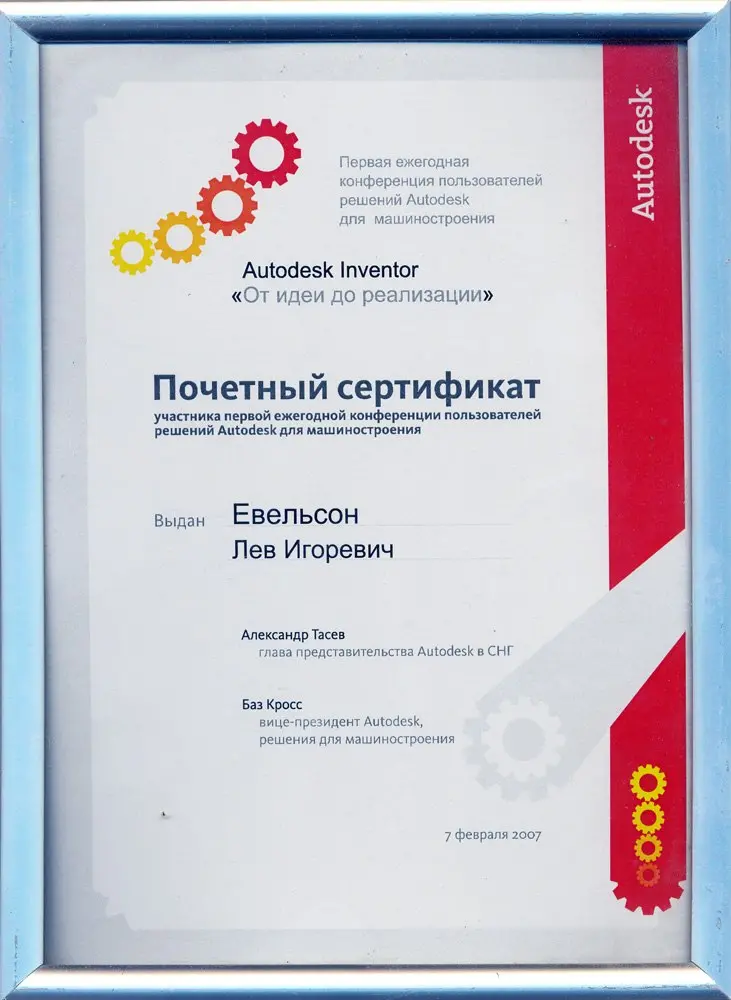 Autodesk
Первая ежегодная
конференция пользователей
решений Autodesk
для машиностроения
Autodesk Inventor
«От идеи до реализации»
Почетный сертификат
участника первой ежегодной конференции пользователей
решений Autodesk для машиностроения
Выдан Евельсон
Лев Игоревич
Александр Тасев
глава представительства Autodesk в СНГ
Баз Кросс
вице-президент Autodesk,
решения для машиностроения
7 февраля 2007